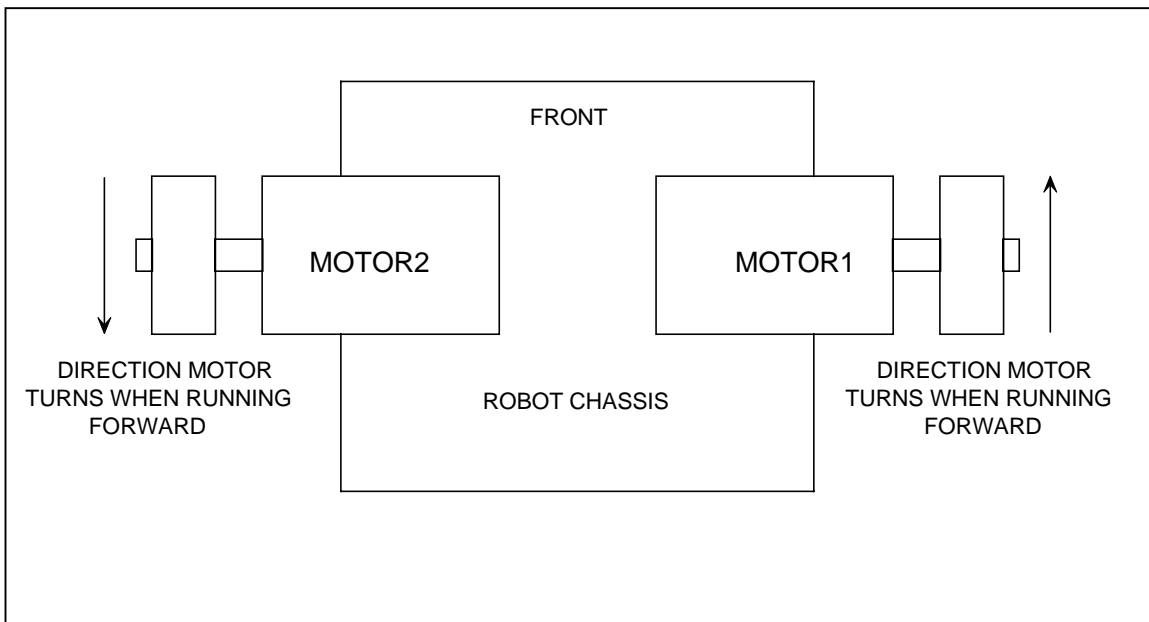 FRONT
MOTOR2
MOTOR1
DIRECTION MOTOR
TURNS WHEN RUNNING
FORWARD
ROBOT CHASSIS
DIRECTION MOTOR
TURNS WHEN RUNNING
FORWARD